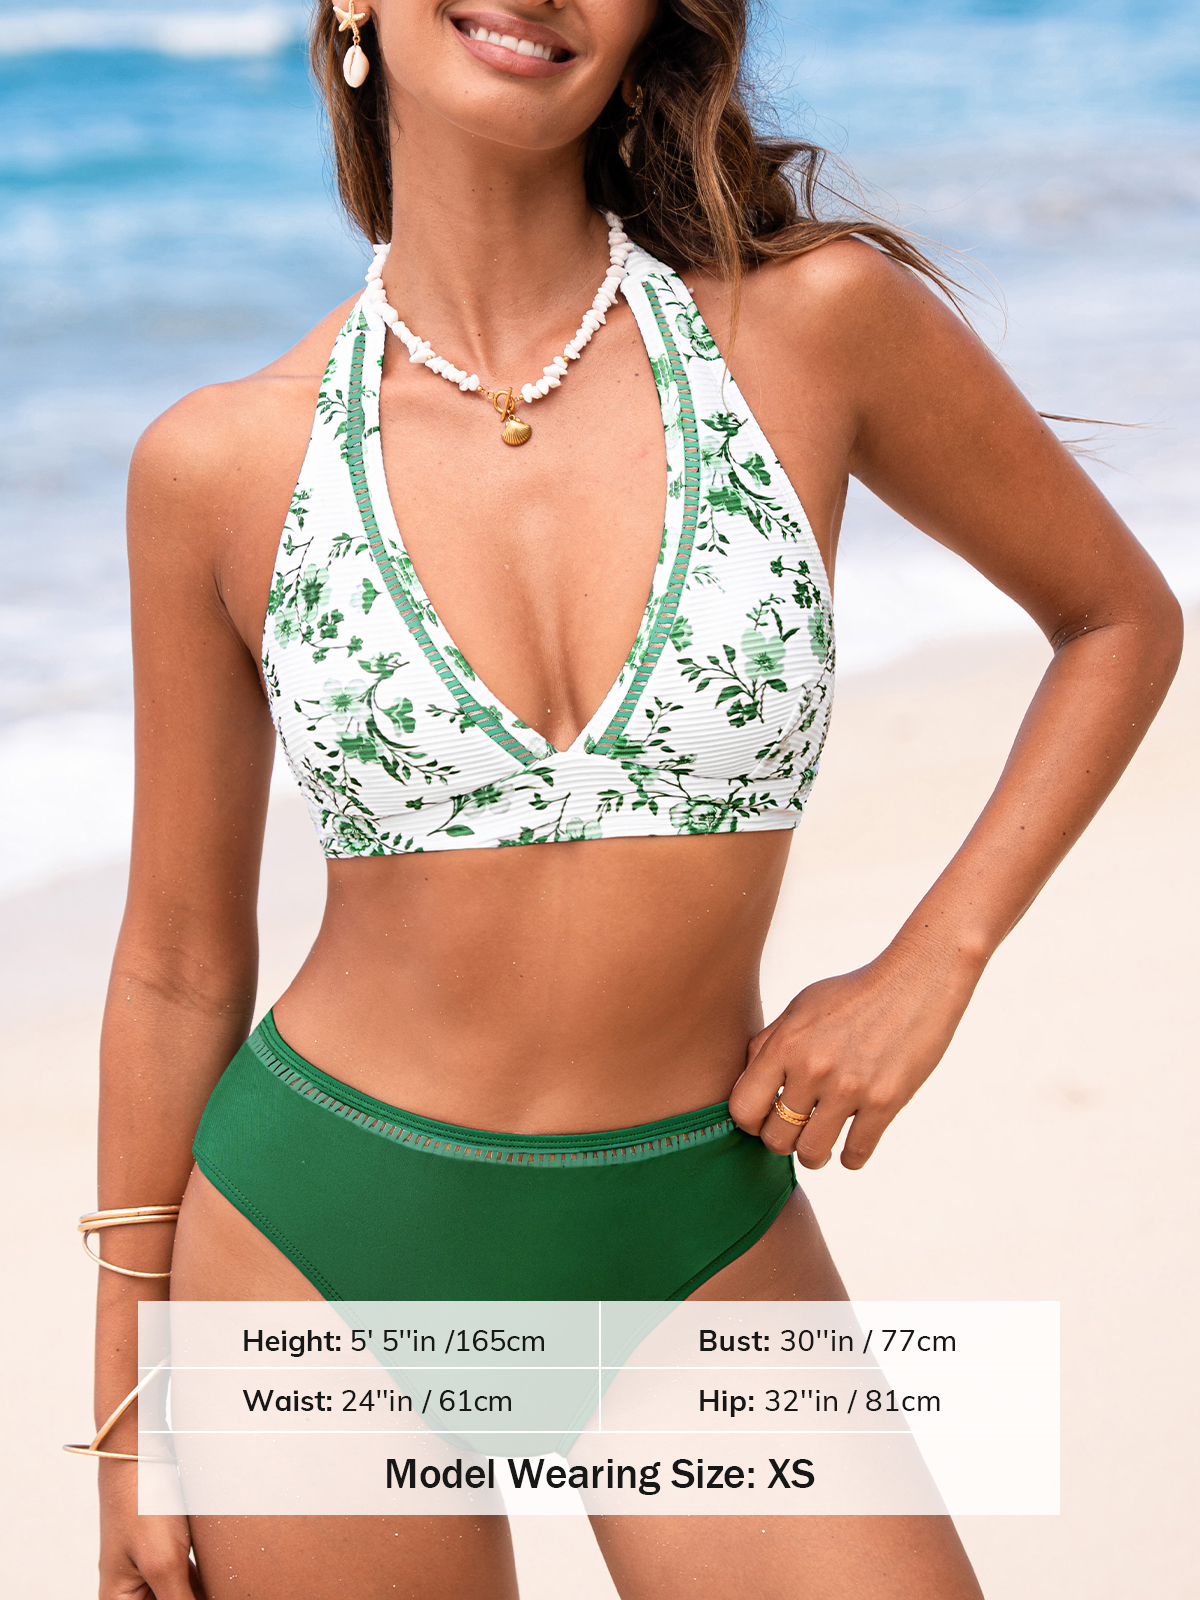 Height: 5' 5''in /165cm
Bust: 30''in / 77cm
Waist: 24''in / 61cm
Hip: 32''in / 81cm
Model Wearing Size: XS